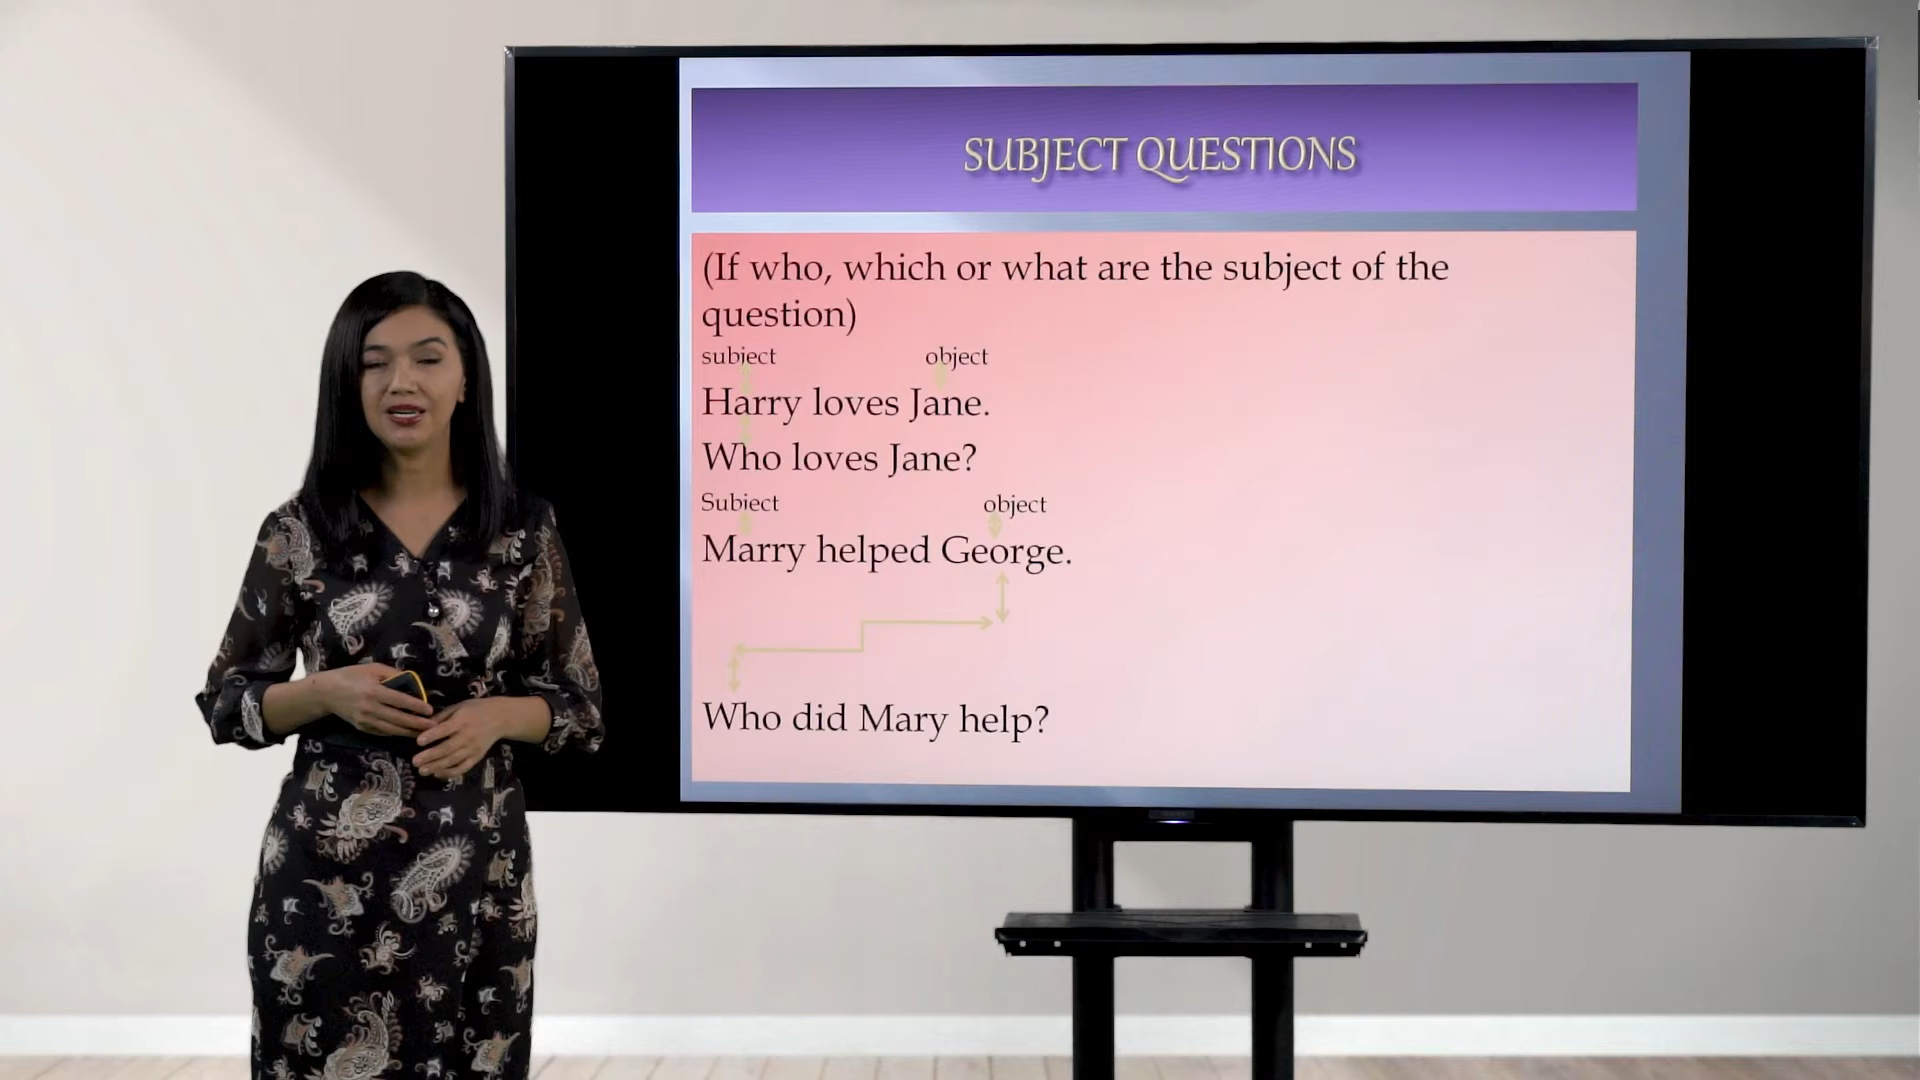 SUBJECT QUESTIONS
(If who, which or what are the subject of the
question)
subject object
Harry loves Jane.
Who loves Jane?
Subject object
Marry helped George.
Who did Mary help?